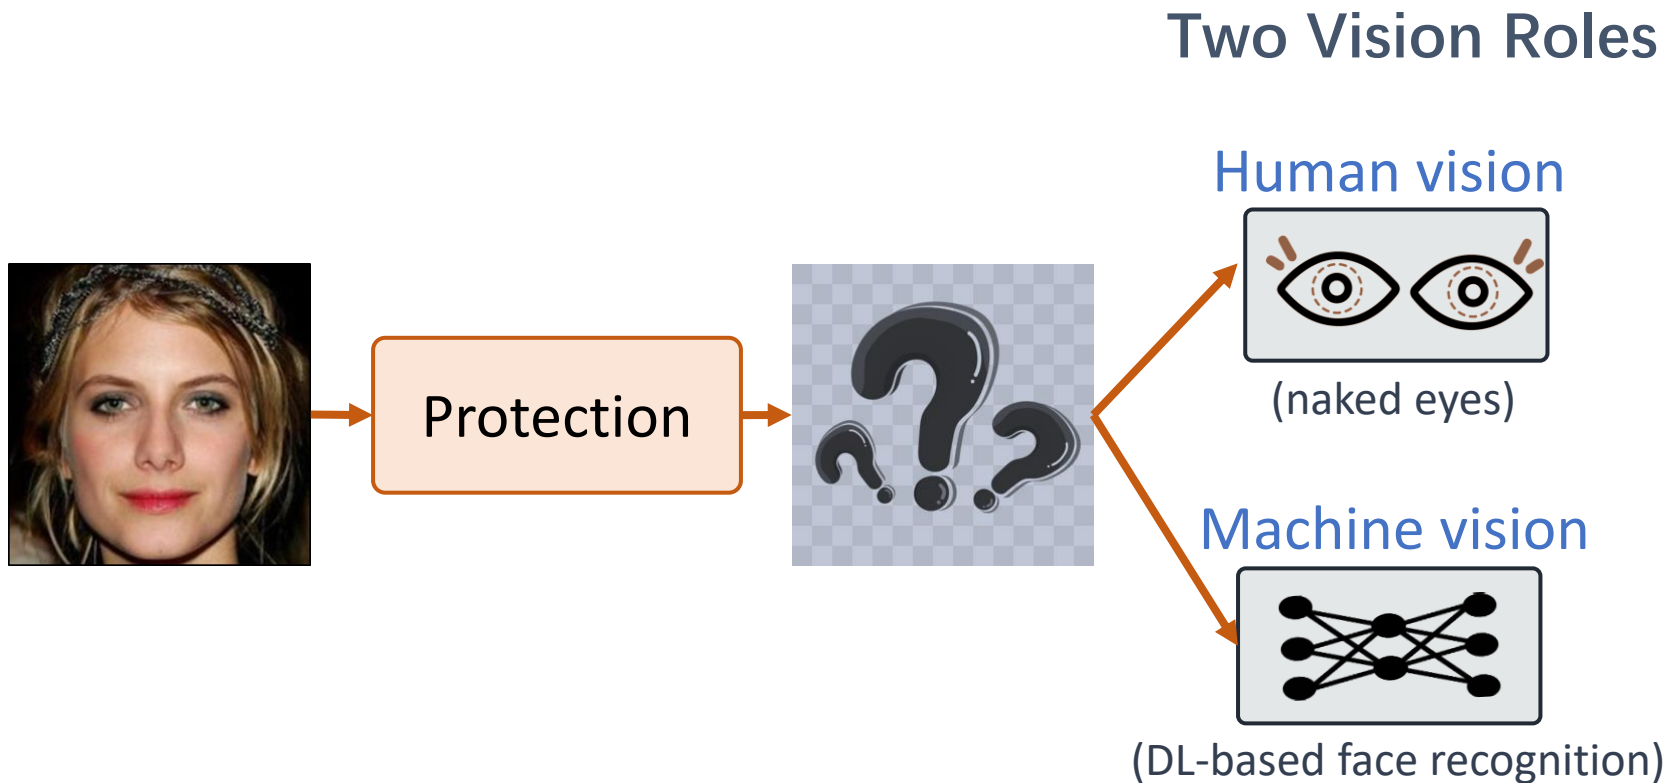 Two Vision Roles
Human vision
(naked eyes)
Protection
Machine vision
(DL-based face recognition)